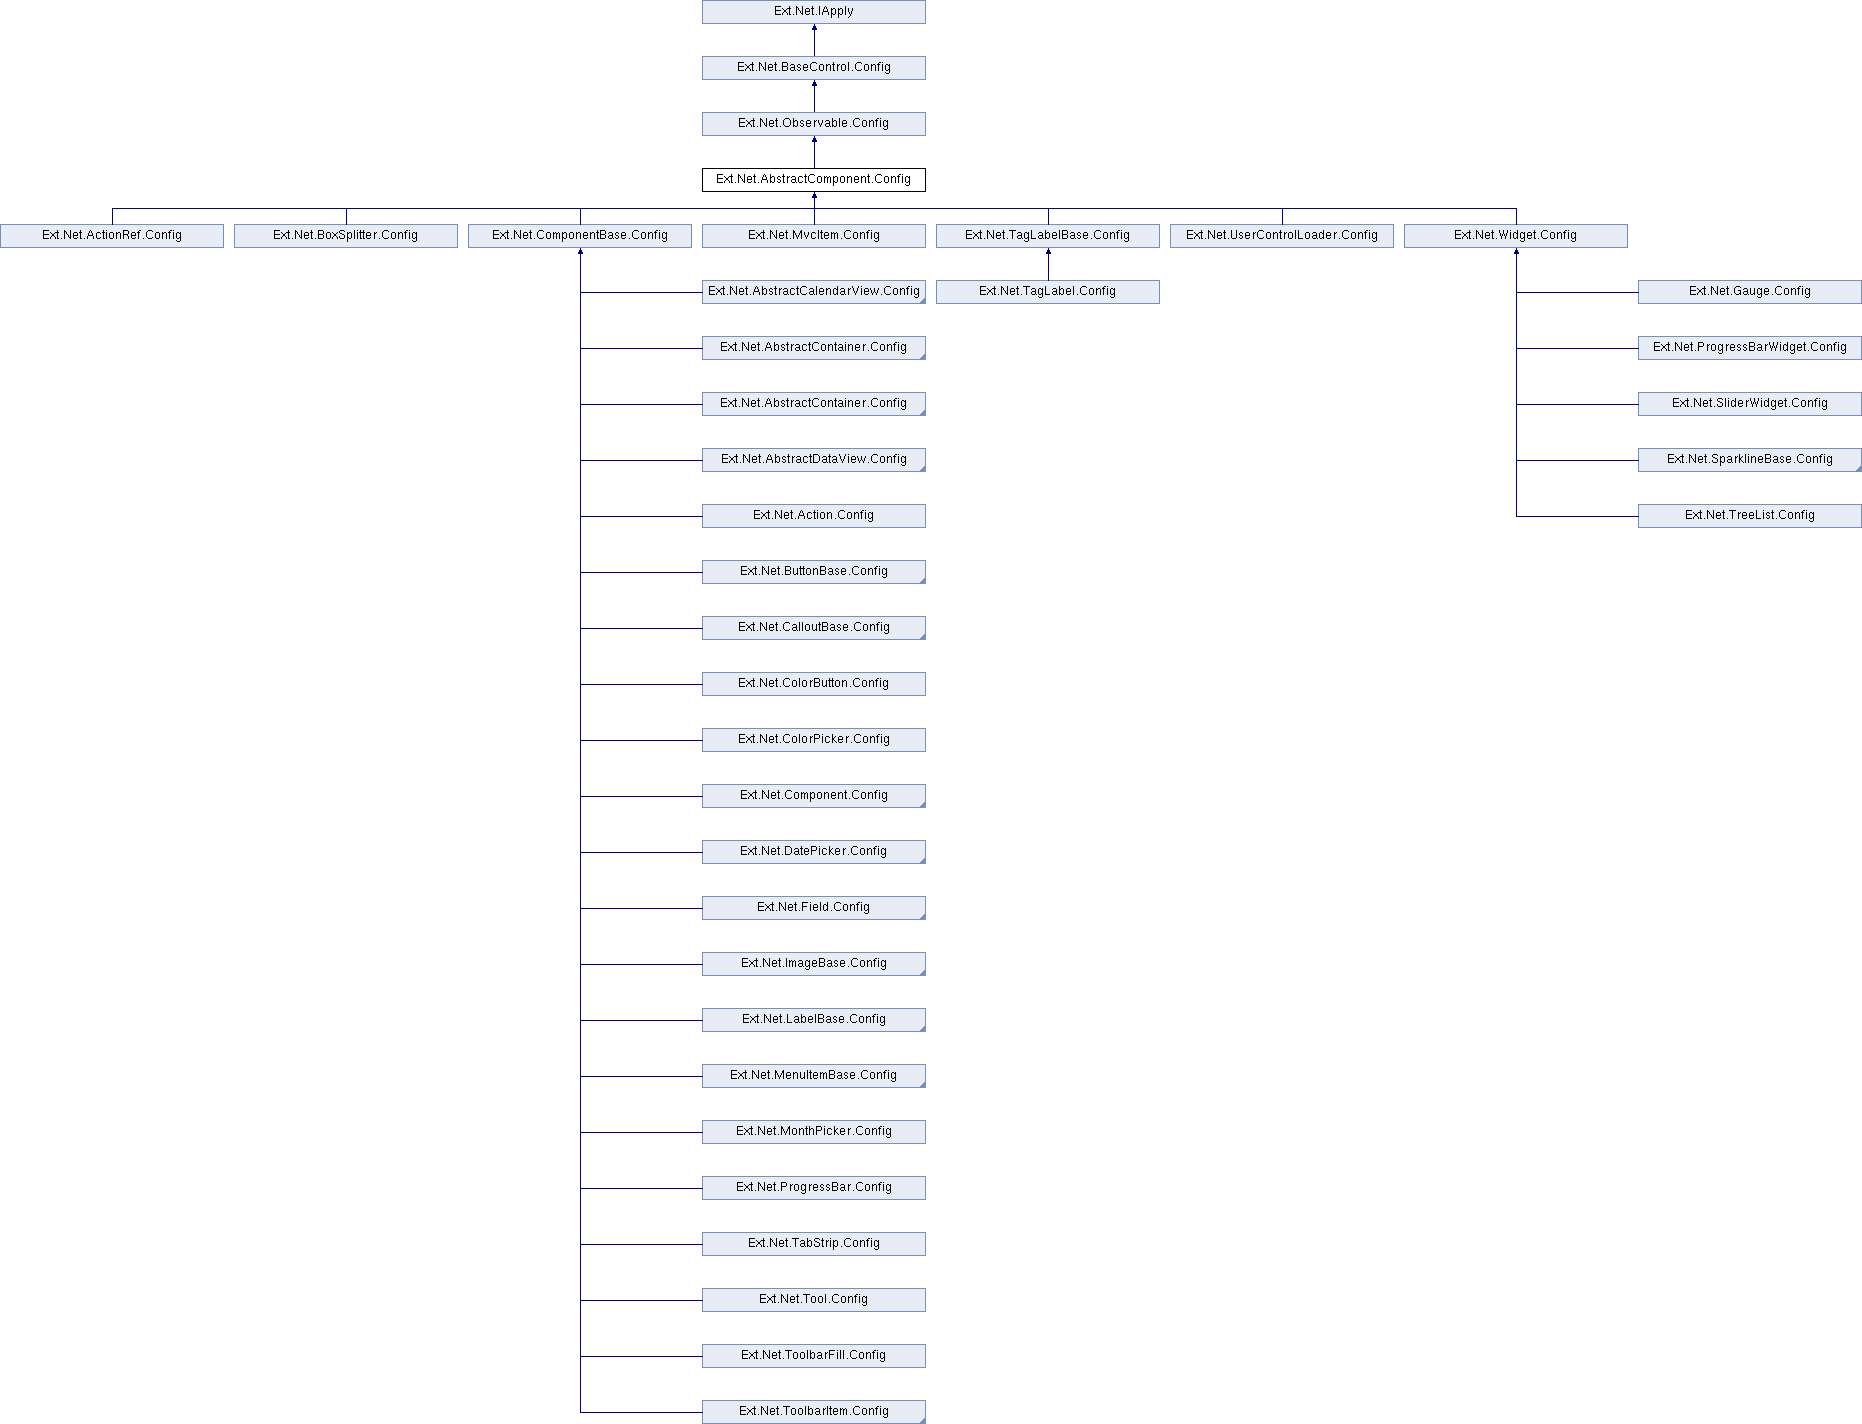 Ext.Net.IApply
Ext.Net.BaseControl.Config
Ext.Net.Observable.Config
Ext.Net.AbstractComponent.Config
Ext.Net.ActionRef.Config
Ext.Net.BoxSplitter.Config
Ext.Net.ComponentBase.Config
Ext.Net.MvcItem.Config
Ext.Net.TagLabelBase.Config
Ext.Net.UserControlLoader.Config
Ext.Net.Widget.Config
Ext.Net.AbstractCalendarView.Config
Ext.Net.TagLabel.Config
Ext.Net.Gauge.Config
Ext.Net.AbstractContainer.Config
Ext.Net.ProgressBarWidget.Config
Ext.Net.AbstractContainer.Config
Ext.Net.SliderWidget.Config
Ext.Net.AbstractDataView.Config
Ext.Net.SparklineBase.Config
Ext.Net.Action.Config
Ext.Net.TreeList.Config
Ext.Net.ButtonBase.Config
Ext.Net.CalloutBase.Config
Ext.Net.ColorButton.Config
Ext.Net.ColorPicker.Config
Ext.Net.Component.Config
Ext.Net.DatePicker.Config
Ext.Net.Field.Config
Ext.Net.ImageBase.Config
Ext.Net.LabelBase.Config
Ext.Net.MenuItemBase.Config
Ext.Net.MonthPicker.Config
Ext.Net.ProgressBar.Config
Ext.Net.TabStrip.Config
Ext.Net.Tool.Config
Ext.Net.ToolbarFill.Config
Ext.Net.ToolbarItem.Config